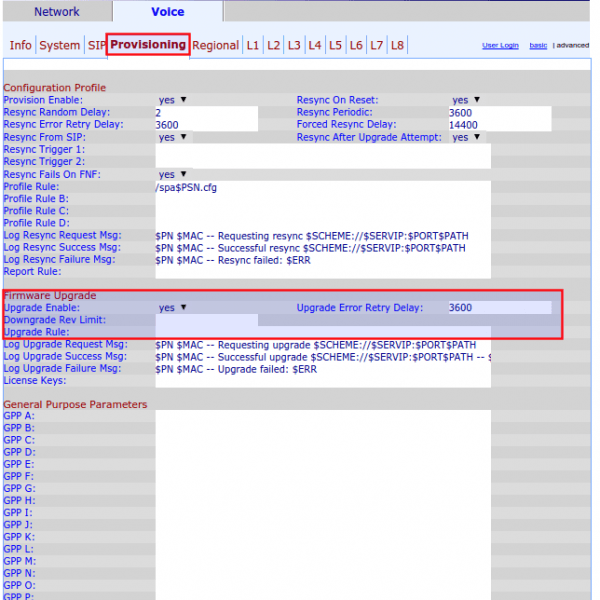 Network Voice
Info System SIP Provisioning Regional L1 L2 L3 L4 L5 L6 L7 L8 User Login basic | advanced
Configuration Profile
Provision Enable: yes Resync On Reset: yes
Resync Random Delay: 2 Resync Periodic: 3600
Resync Error Retry Delay: 3600 Forced Resync Delay: 14400
Resync From SIP: yes Resync After Upgrade Attempt: yes
Resync Trigger 1:
Resync Trigger 2:
Resync Fails On FNF: yes
Profile Rule: /spa$PSN.cfg
Profile Rule B:
Profile Rule C:
Profile Rule D:
Log Resync Request Msg: $PN $MAC -- Requesting resync $SCHEME://$SERVIP:$PORT$PATH
Log Resync Success Msg: $PN $MAC -- Successful resync $SCHEME://$SERVIP:$PORT$PATH
Log Resync Failure Msg: $PN $MAC -- Resync failed: $ERR
Report Rule:
Firmware Upgrade
Upgrade Enable: yes Upgrade Error Retry Delay: 3600
Downgrade Rev Limit:
Upgrade Rule:
Log Upgrade Request Msg: $PN $MAC -- Requesting upgrade $SCHEME://$SERVIP:$PORT$PATH
Log Upgrade Success Msg: $PN $MAC -- Successful upgrade $SCHEME://$SERVIP:$PORT$PATH -- $
Log Upgrade Failure Msg: $PN $MAC -- Upgrade failed: $ERR
License Keys:
General Purpose Parameters
GPP A:
GPP B:
GPP C:
GPP D:
GPP E:
GPP F:
GPP G:
GPP H:
GPP I:
GPP J:
GPP K:
GPP L:
GPP M:
GPP N:
GPP O:
GPP P: